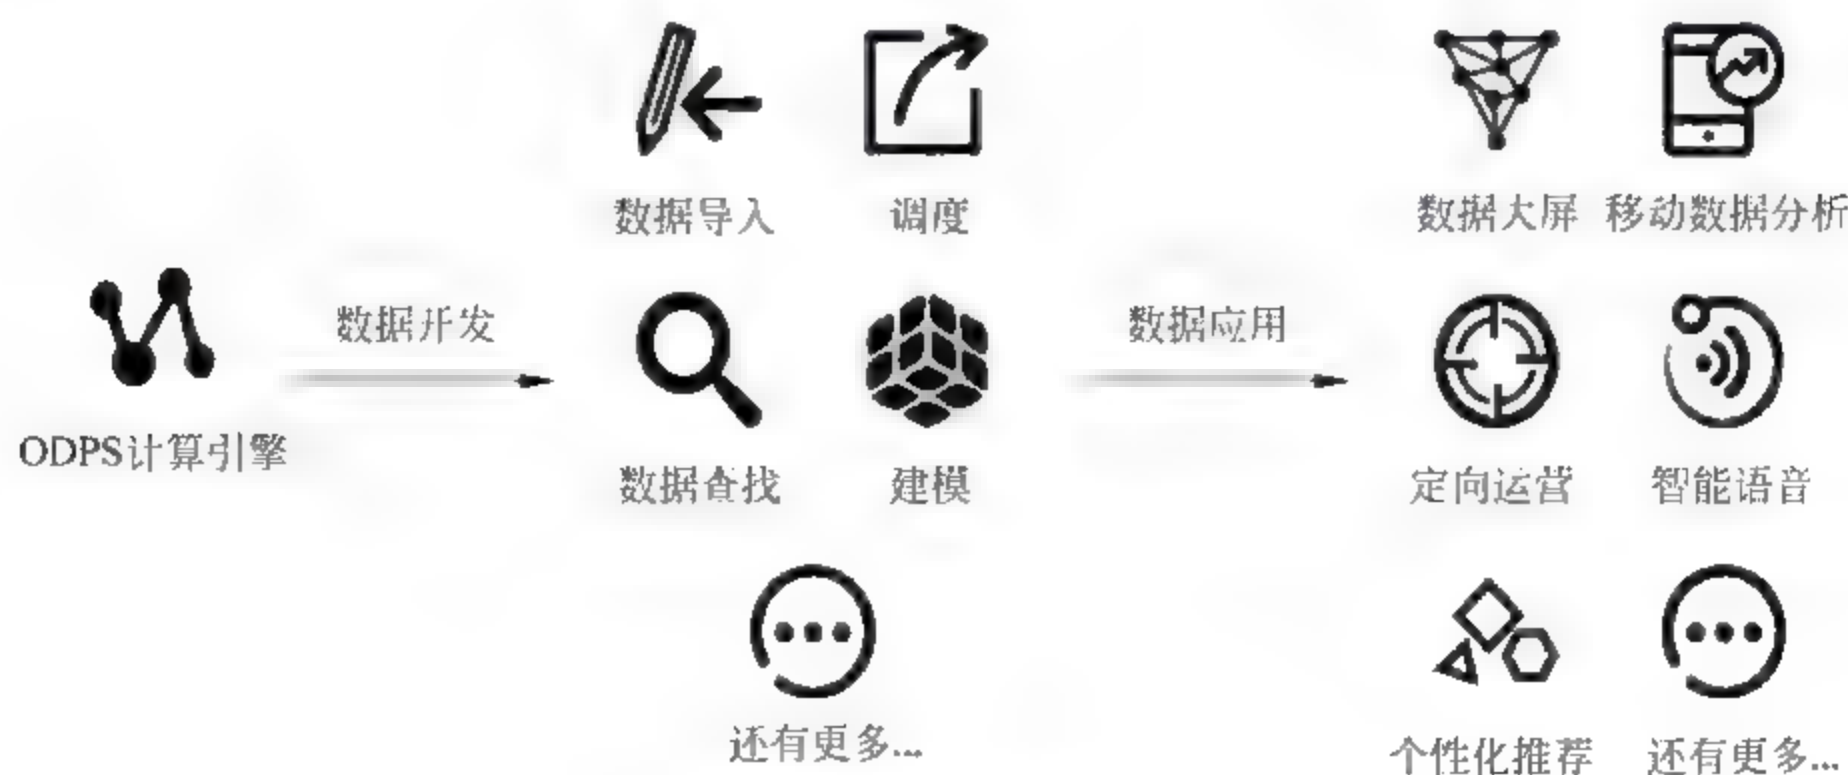 数据导入 调度
数据大屏 移动数据分析
数据开发
数据应用
ODPS计算引擎
数据查找 建模
定向运营 智能语音
还有更多...
个性化推荐 还有更多...